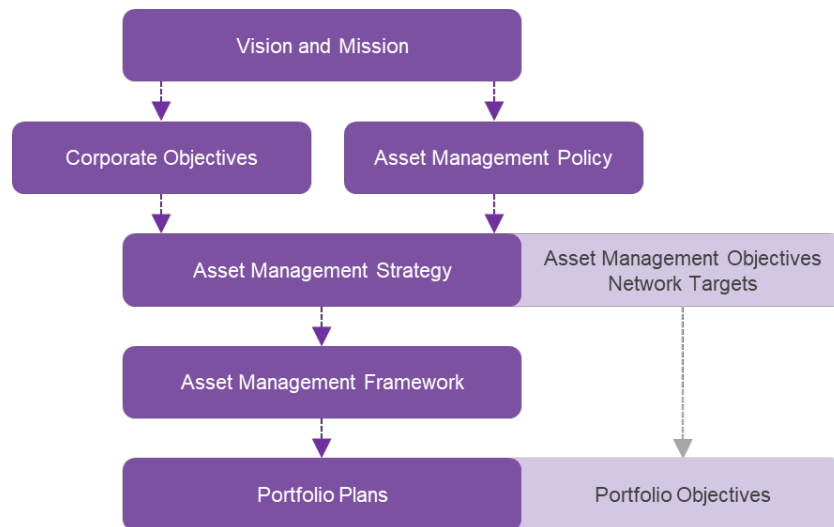 Vision and Mission
Corporate Objectives
Asset Management Policy
Asset Management Strategy
Asset Management Objectives
Network Targets
Asset Management Framework
Portfolio Plans
Portfolio Objectives